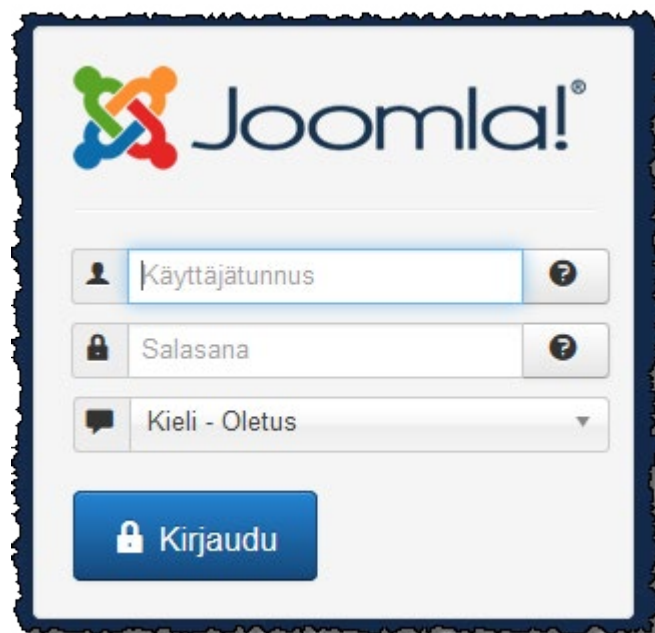 Joomla!®
Käyttäjätunnus
Salasana
Kieli - Oletus
Kirjaudu